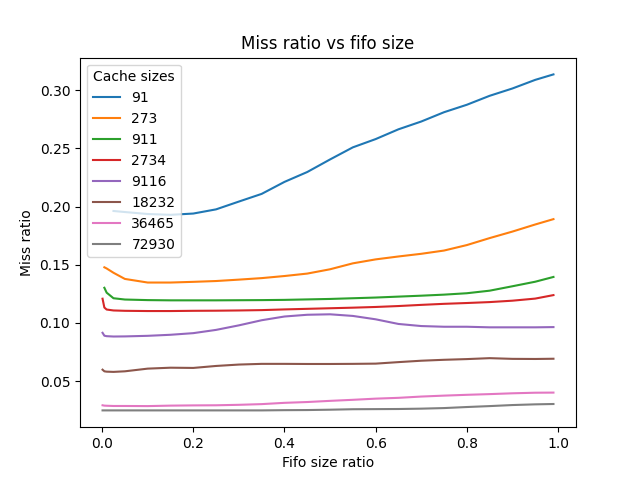 Miss ratio vs fifo size
Cache sizes
91
273
911
2734
9116
18232
36465
72930
0.30
0.25
0.20
0.15
0.10
0.05
Miss ratio
0.0 0.2 0.4 0.6 0.8 1.0
Fifo size ratio